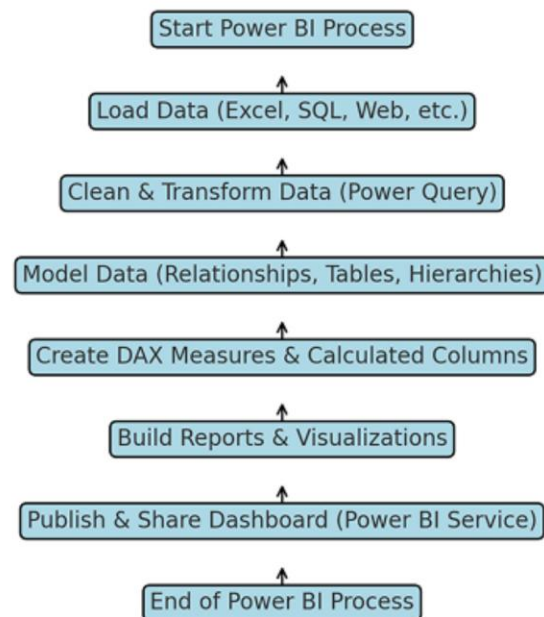 Start Power BI Process
Load Data (Excel, SQL, Web, etc.)
Clean & Transform Data (Power Query)
Model Data (Relationships, Tables, Hierarchies)
Create DAX Measures & Calculated Columns
Build Reports & Visualizations
Publish & Share Dashboard (Power BI Service)
End of Power BI Process